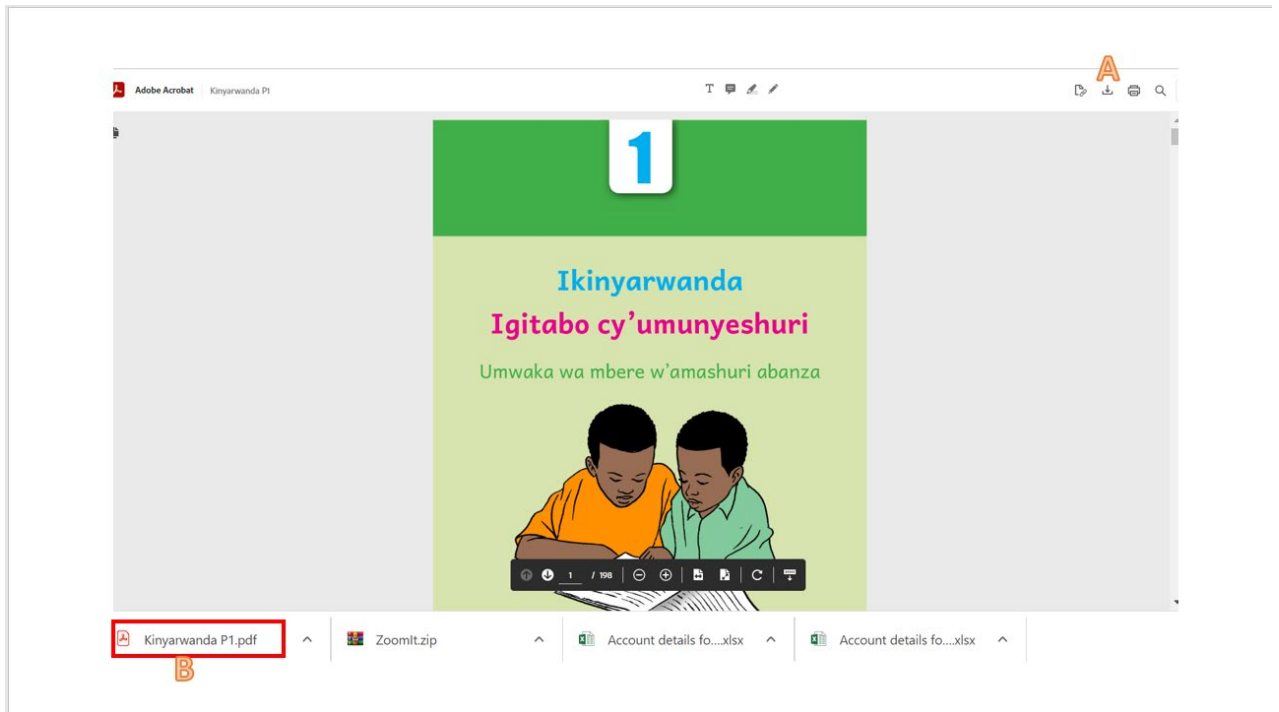 A
Adobe Acrobat Kinyarwanda P1
T
1
Ikinyarwanda
Igitabo cy’umunyeshuri
Umwaka wa mbere w’amashuri abanza
1 / 198
Kinyarwanda P1.pdf ZoomIt.zip Account details fo....xlsx Account details fo....xlsx
B